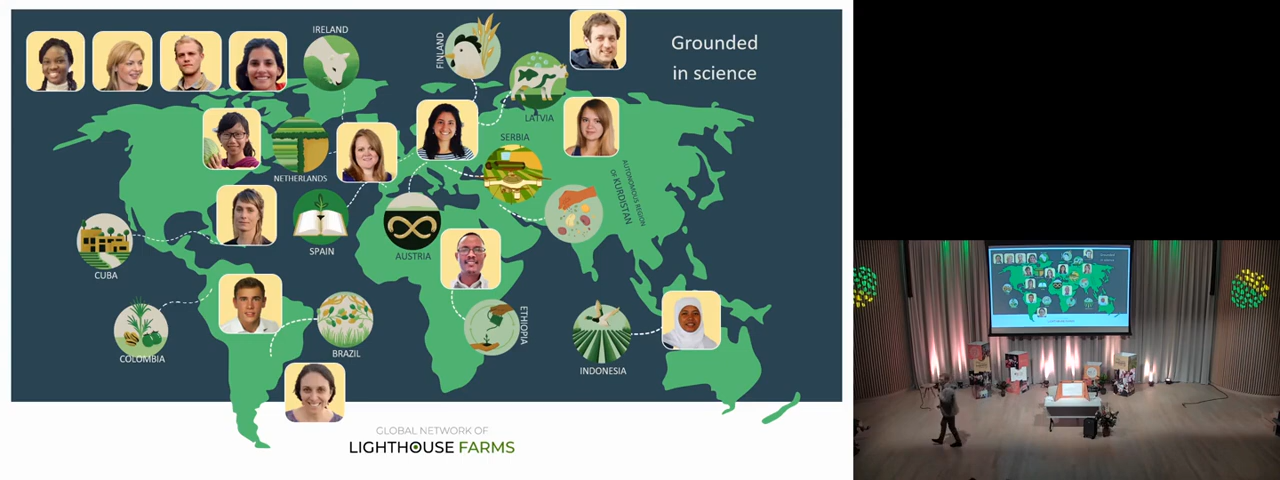 IRELAND
FINLAND
Grounded
in science
LATVIA
SERBIA
NETHERLANDS
AUTONOMOUS REGION
OF KURDISTAN
SPAIN
AUSTRIA
CUBA
ETHIOPIA
COLOMBIA
BRAZIL
INDONESIA
GLOBAL NETWORK OF
LIGHTHOUSE FARMS